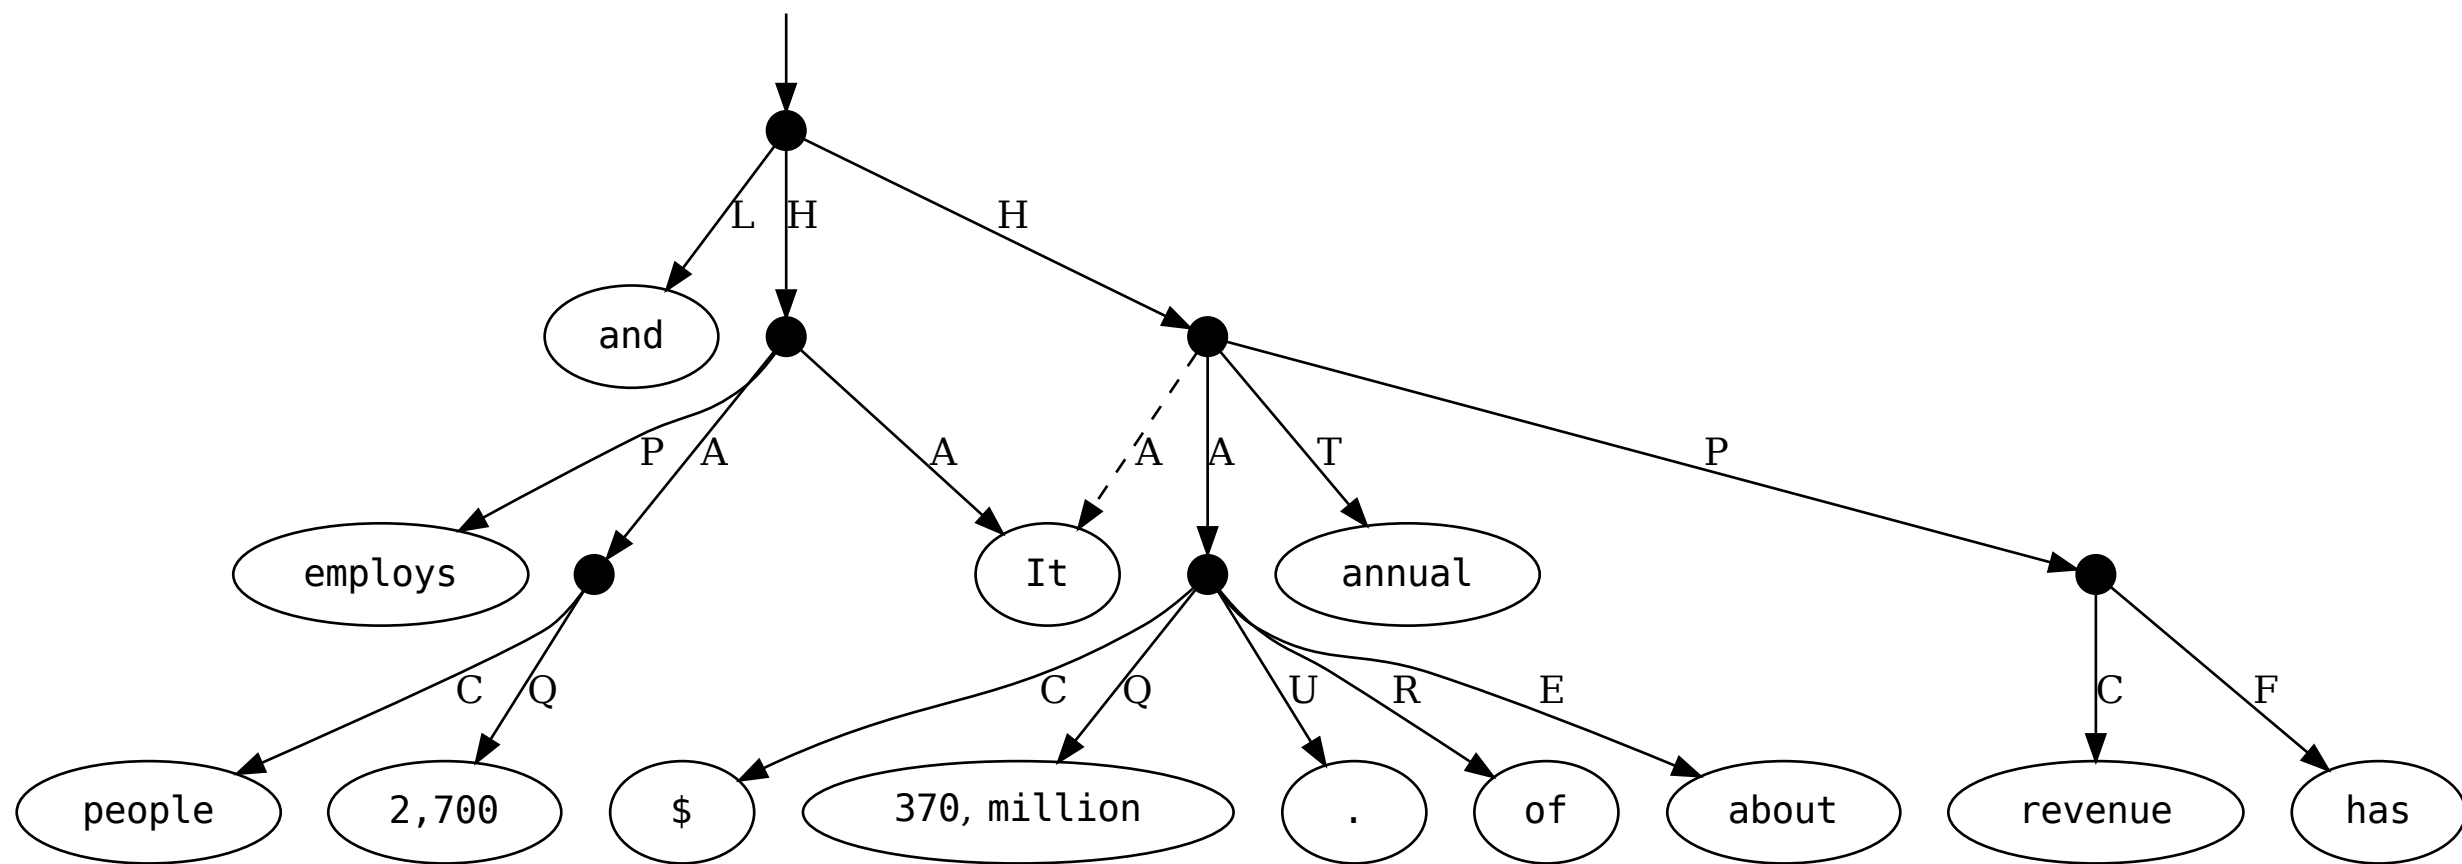 L H H
and
P A A A A T P
employs It annual
C Q C Q U R E C F
people 2,700 $ 370, million . of about revenue has